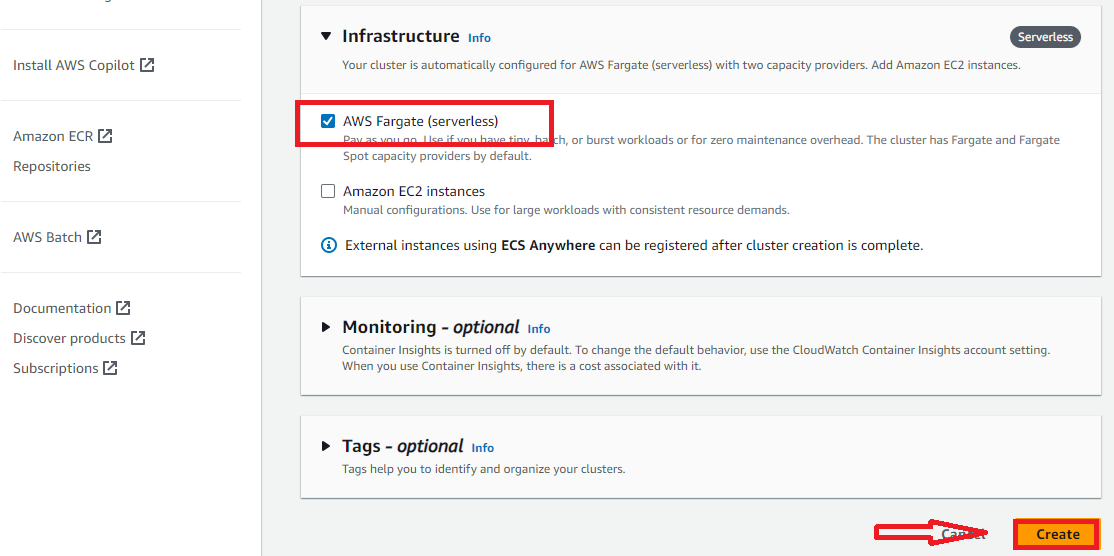 Install AWS Copilot
Amazon ECR
Repositories
AWS Batch
Documentation
Discover products
Subscriptions
Infrastructure Info
Serverless
Your cluster is automatically configured for AWS Fargate (serverless) with two capacity providers. Add Amazon EC2 instances.
AWS Fargate (serverless)
Pay as you go. Use if you have tiny, batch, or burst workloads or for zero maintenance overhead. The cluster has Fargate and Fargate
Spot capacity providers by default.
Amazon EC2 instances
Manual configurations. Use for large workloads with consistent resource demands.
External instances using ECS Anywhere can be registered after cluster creation is complete.
Monitoring - optional Info
Container Insights is turned off by default. To change the default behavior, use the CloudWatch Container Insights account setting.
When you use Container Insights, there is a cost associated with it.
Tags - optional Info
Tags help you to identify and organize your clusters.
Cancel
Create